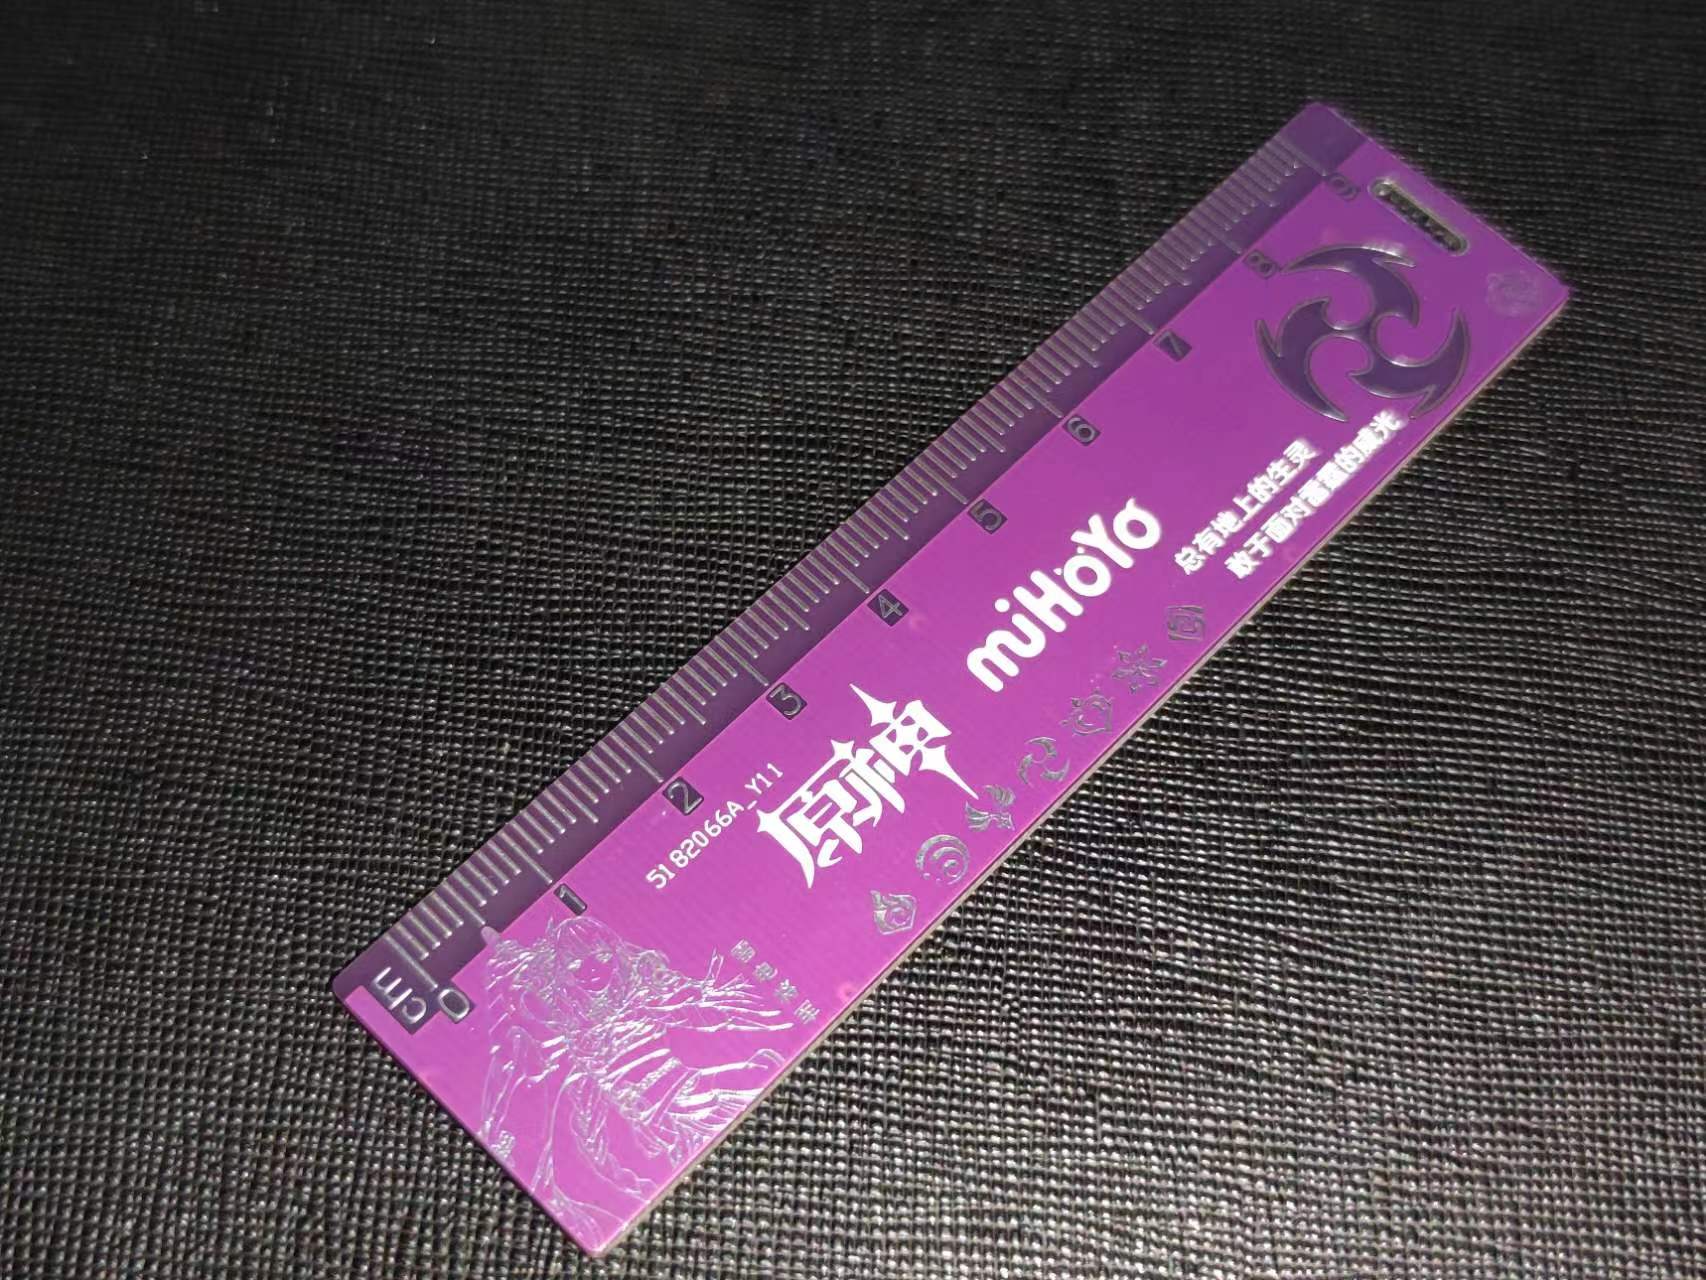 CM
0 1 2 3 4 5 6 7 8 9
5182066A_Y11
原神
miHoYo
总有地上的生灵
敢于面对雷霆的威光